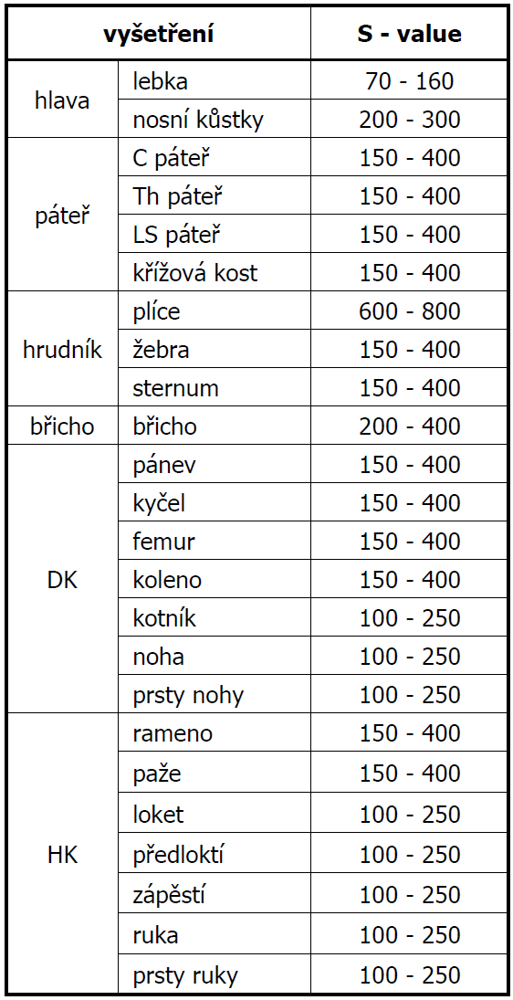 vyšetření S - value
hlava
lebka 70 - 160
nosní kůstky 200 - 300
páteř
C páteř 150 - 400
Th páteř 150 - 400
LS páteř 150 - 400
křížová kost 150 - 400
hrudník
plíce 600 - 800
žebra 150 - 400
sternum 150 - 400
břicho břicho 200 - 400
DK
pánev 150 - 400
kyčel 150 - 400
femur 150 - 400
koleno 150 - 400
kotník 100 - 250
noha 100 - 250
prsty nohy 100 - 250
HK
rameno 150 - 400
paže 150 - 400
loket 100 - 250
předloktí 100 - 250
zápěstí 100 - 250
ruka 100 - 250
prsty ruky 100 - 250